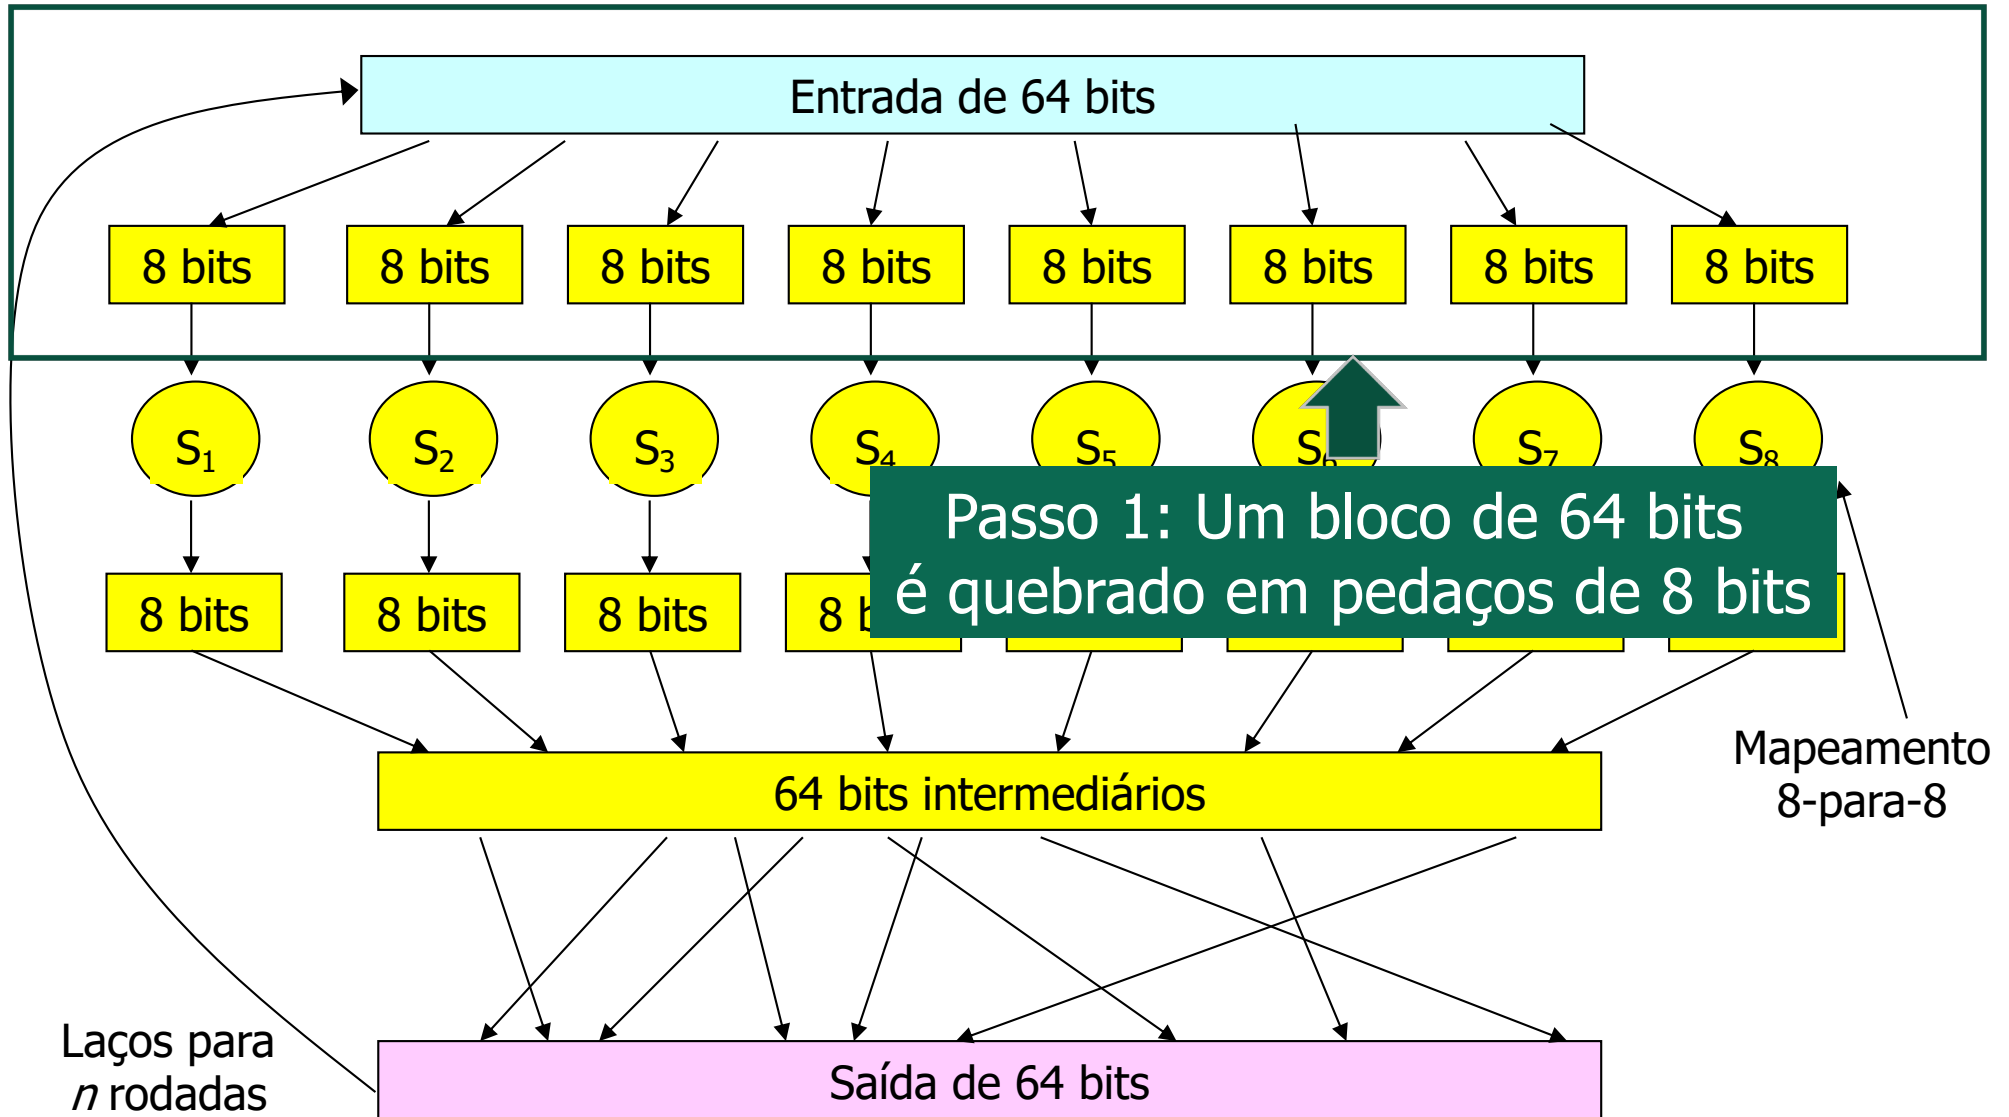 Entrada de 64 bits
8 bits 8 bits 8 bits 8 bits 8 bits 8 bits 8 bits 8 bits
S₁ S₂ S₃ S₄ S₅ S₆ S₇ S₈
Passo 1: Um bloco de 64 bits
é quebrado em pedaços de 8 bits
8 bits 8 bits 8 bits 8
Mapeamento
8-para-8
64 bits intermediários
Laços para
n rodadas
Saída de 64 bits